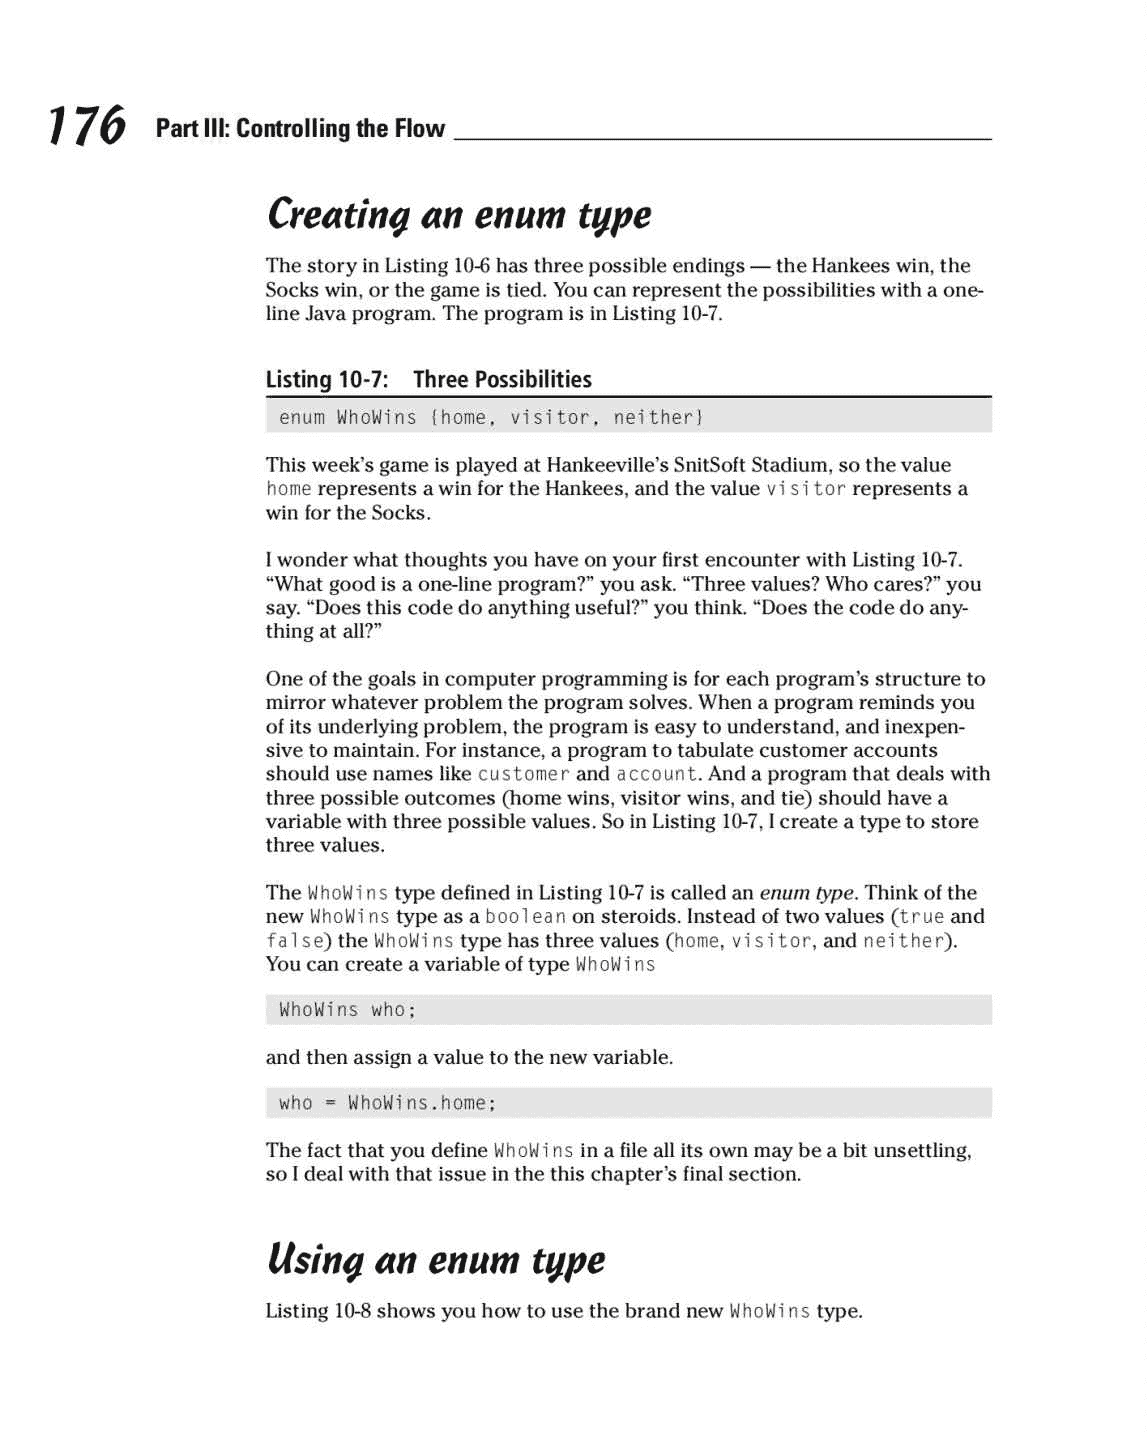 176 Part III: Controlling the Flow
Creating an enum type
The story in Listing 10-6 has three possible endings — the Hankees win, the
Socks win, or the game is tied. You can represent the possibilities with a one-
line Java program. The program is in Listing 10-7.
Listing 10-7: Three Possibilities
enum WhoWins {home, visitor, neither}
This week’s game is played at Hankeeville’s SnitSoft Stadium, so the value
home represents a win for the Hankees, and the value visitor represents a
win for the Socks.
I wonder what thoughts you have on your first encounter with Listing 10-7.
“What good is a one-line program?” you ask. “Three values? Who cares?” you
say. “Does this code do anything useful?” you think. “Does the code do any-
thing at all?”
One of the goals in computer programming is for each program’s structure to
mirror whatever problem the program solves. When a program reminds you
of its underlying problem, the program is easy to understand, and inexpen-
sive to maintain. For instance, a program to tabulate customer accounts
should use names like customer and account. And a program that deals with
three possible outcomes (home wins, visitor wins, and tie) should have a
variable with three possible values. So in Listing 10-7, I create a type to store
three values.
The WhoWins type defined in Listing 10-7 is called an enum type. Think of the
new WhoWins type as a boolean on steroids. Instead of two values (true and
false) the WhoWins type has three values (home, visitor, and neither).
You can create a variable of type WhoWins
WhoWins who;
and then assign a value to the new variable.
who = WhoWins.home;
The fact that you define WhoWins in a file all its own may be a bit unsettling,
so I deal with that issue in the this chapter’s final section.
Using an enum type
Listing 10-8 shows you how to use the brand new WhoWins type.